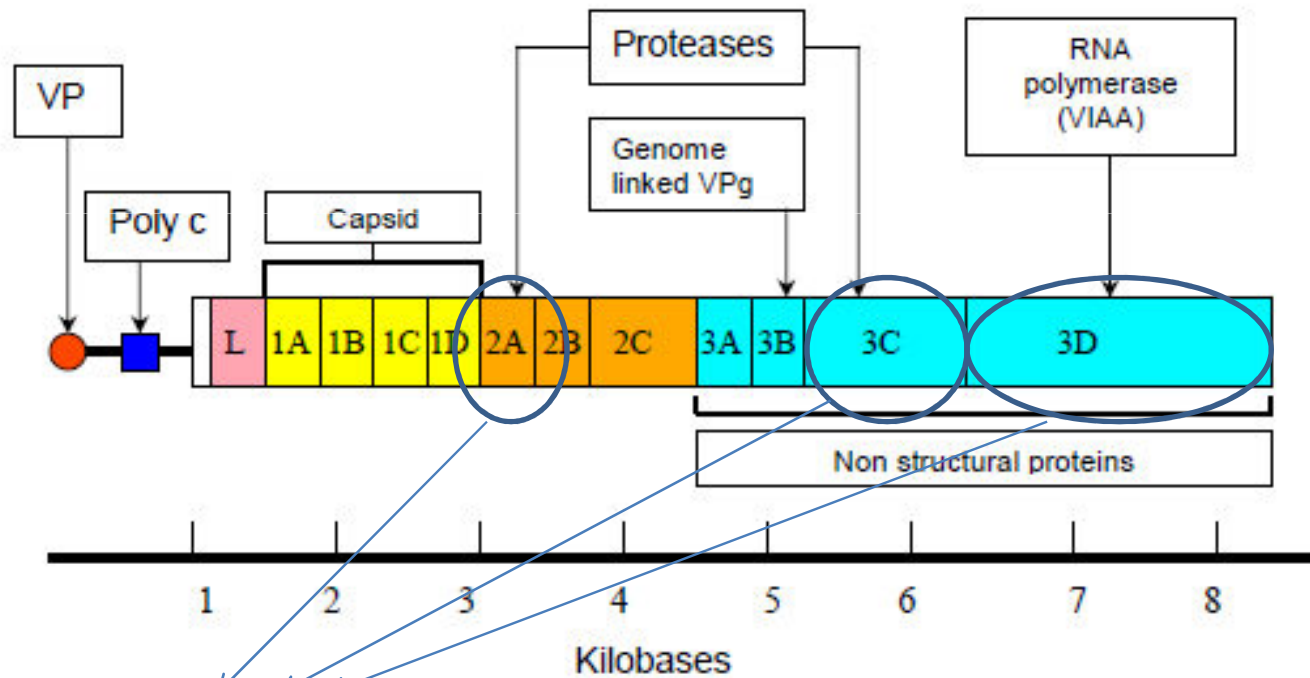 Proteases
RNA
polymerase
(VIAA)
VP
Genome
linked VPg
Poly c
Capsid
L 1A 1B 1C 1D 2A 2B 2C 3A 3B 3C 3D
Non structural proteins
1 2 3 4 5 6 7 8
Kilobases